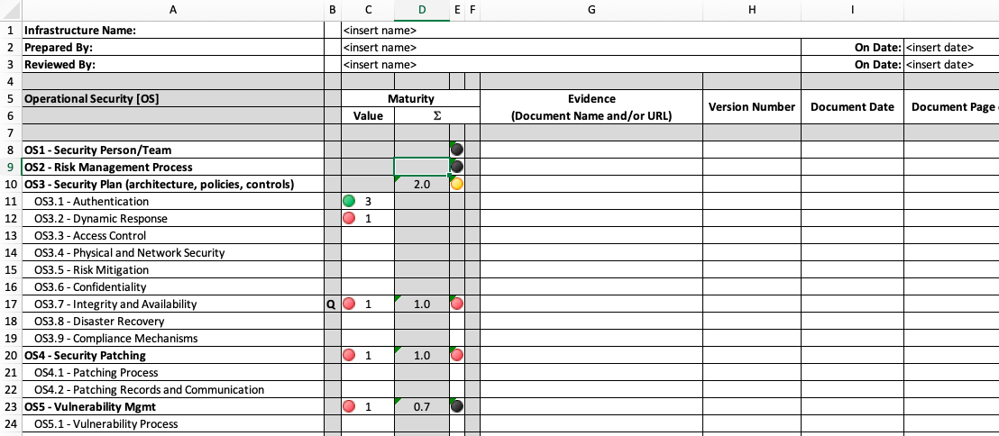 A B C D E F G H I
1 Infrastructure Name: <insert name>
2 Prepared By: <insert name> On Date: <insert date>
3 Reviewed By: <insert name> On Date: <insert date>
4
5 Operational Security [OS] Maturity Evidence
6 Value Σ (Document Name and/or URL) Version Number Document Date Document Page
7
8 OS1 - Security Person/Team
9 OS2 - Risk Management Process
10 OS3 - Security Plan (architecture, policies, controls) 2.0
11 OS3.1 - Authentication 3
12 OS3.2 - Dynamic Response 1
13 OS3.3 - Access Control
14 OS3.4 - Physical and Network Security
15 OS3.5 - Risk Mitigation
16 OS3.6 - Confidentiality
17 OS3.7 - Integrity and Availability Q 1 1.0
18 OS3.8 - Disaster Recovery
19 OS3.9 - Compliance Mechanisms
20 OS4 - Security Patching 1 1.0
21 OS4.1 - Patching Process
22 OS4.2 - Patching Records and Communication
23 OS5 - Vulnerability Mgmt 1 0.7
24 OS5.1 - Vulnerability Process